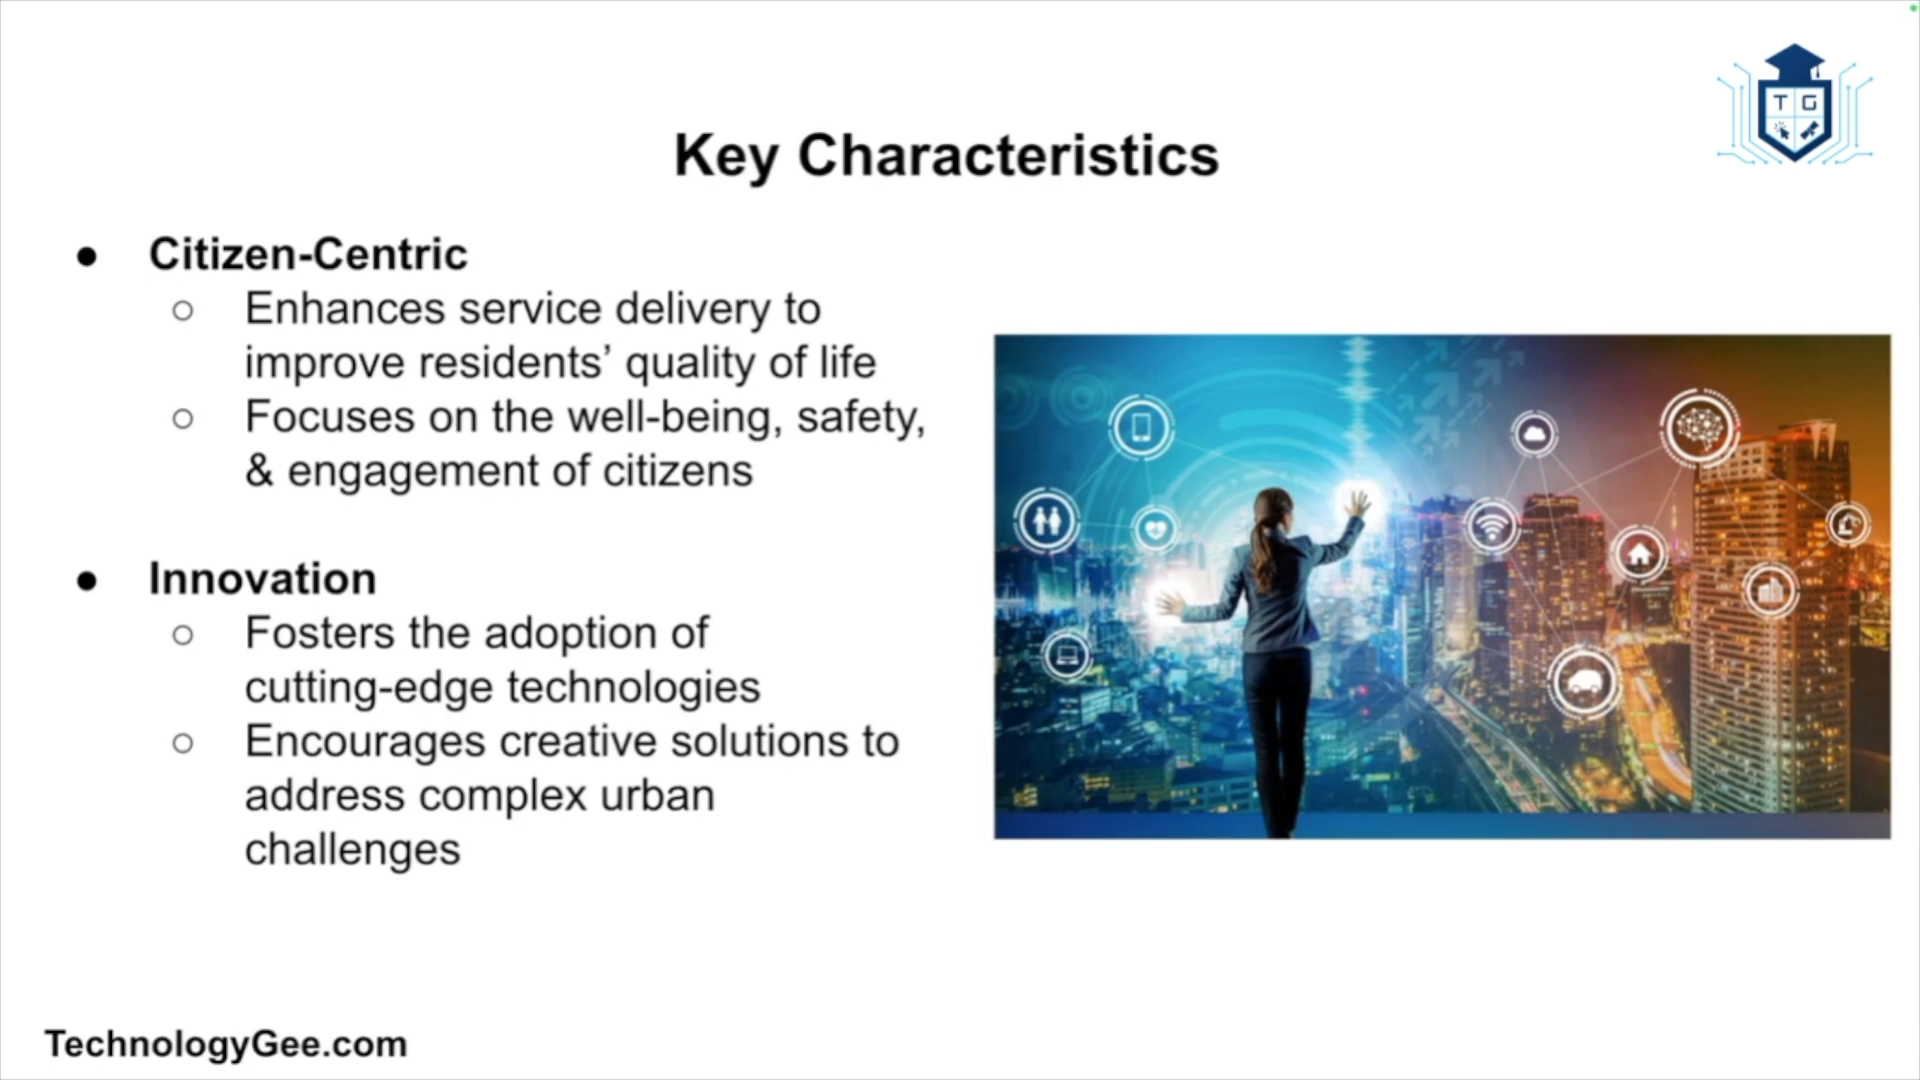 T G
Key Characteristics
● Citizen-Centric
○ Enhances service delivery to
improve residents’ quality of life
○ Focuses on the well-being, safety,
& engagement of citizens
● Innovation
○ Fosters the adoption of
cutting-edge technologies
○ Encourages creative solutions to
address complex urban
challenges
TechnologyGee.com